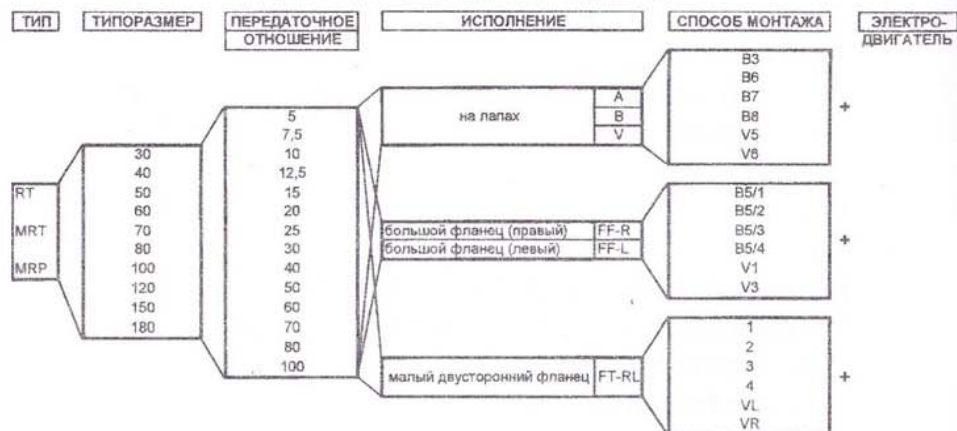 ТИП
ТИПОРАЗМЕР
ПЕРЕДАТОЧНОЕ
ОТНОШЕНИЕ
ИСПОЛНЕНИЕ
СПОСОБ МОНТАЖА
ЭЛЕКТРО-
ДВИГАТЕЛЬ
RT
MRT
MRP
30
40
50
60
70
80
100
120
150
180
5
7,5
10
12,5
15
20
25
30
40
50
60
70
80
100
на лапах
A
B
V
большой фланец (правый) FF-R
большой фланец (левый) FF-L
малый двусторонний фланец FT-RL
B3
B6
B7
B8
V5
V6
+
B5/1
B5/2
B5/3
B5/4
V1
V3
+
1
2
3
4
VL
VR
+